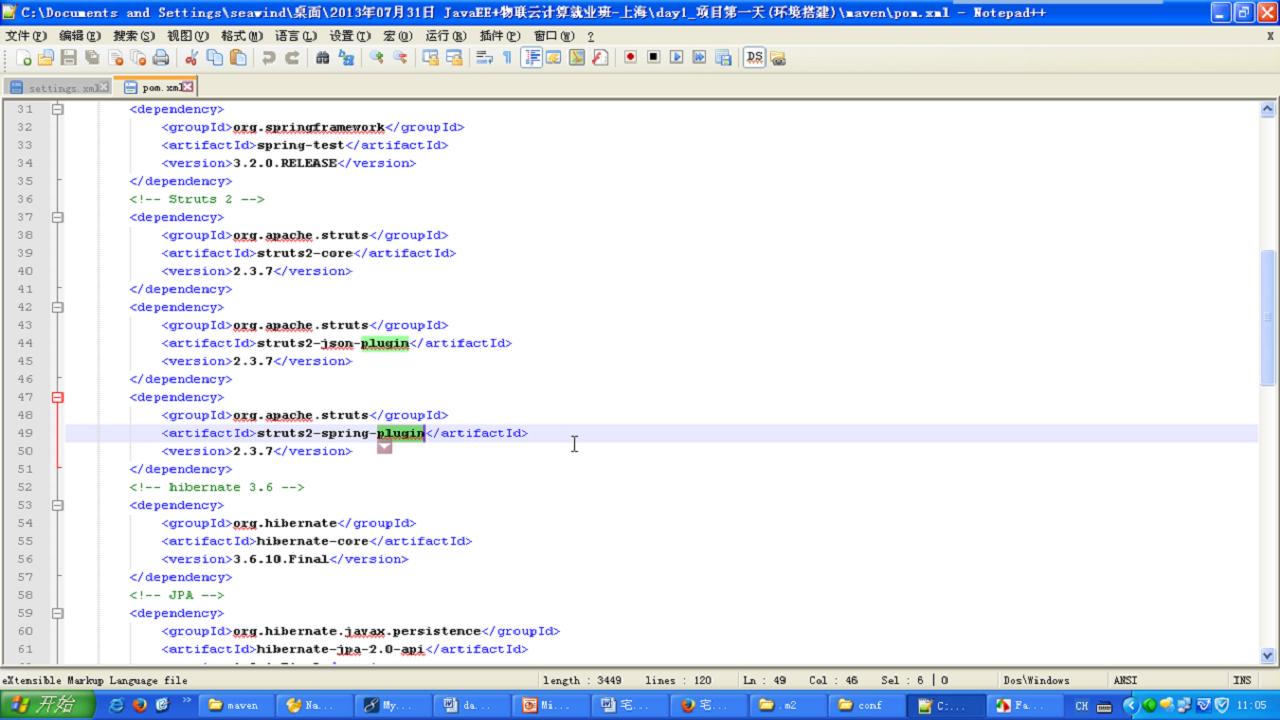 C:\Documents and Settings\seawind\桌面\2013年07月31日 JavaEE+物联云计算就业班-上海\day1_项目第一天(环境搭建)\maven\pom.xml - Notepad++
文件(F) 编辑(E) 搜索(S) 视图(V) 格式(M) 语言(L) 设置(T) 宏(O) 运行(R) 插件(P) 窗口(W) ? X
settings.xml pom.xml
31 <dependency>
32 <groupId>org.springframework</groupId>
33 <artifactId>spring-test</artifactId>
34 <version>3.2.0.RELEASE</version>
35 </dependency>
36 <!-- Struts 2 -->
37 <dependency>
38 <groupId>org.apache.struts</groupId>
39 <artifactId>struts2-core</artifactId>
40 <version>2.3.7</version>
41 </dependency>
42 <dependency>
43 <groupId>org.apache.struts</groupId>
44 <artifactId>struts2-json-plugin</artifactId>
45 <version>2.3.7</version>
46 </dependency>
47 <dependency>
48 <groupId>org.apache.struts</groupId>
49 <artifactId>struts2-spring-plugin</artifactId>
50 <version>2.3.7</version>
51 </dependency>
52 <!-- hibernate 3.6 -->
53 <dependency>
54 <groupId>org.hibernate</groupId>
55 <artifactId>hibernate-core</artifactId>
56 <version>3.6.10.Final</version>
57 </dependency>
58 <!-- JPA -->
59 <dependency>
60 <groupId>org.hibernate.javax.persistence</groupId>
61 <artifactId>hibernate-jpa-2.0-api</artifactId>
eXtensible Markup Language file length : 3449 lines : 120 Ln : 49 Col : 46 Sel : 6 | 0 Dos\Windows ANSI INS
开始 maven Na... My... da... Mi... 宅... 宅... .m2 conf C:... Fa... CH 11:05